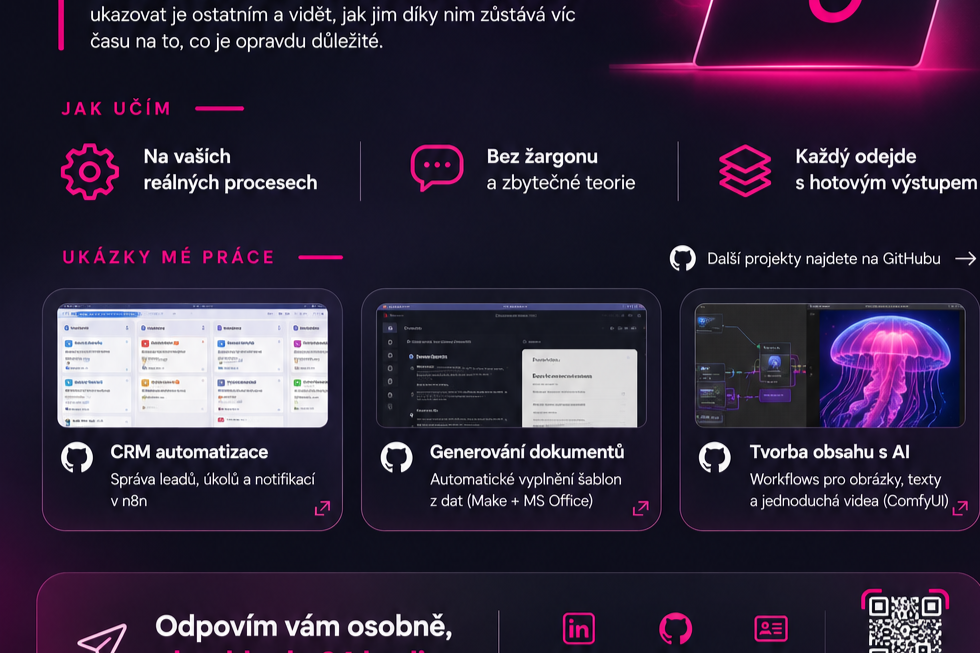 ukazovat je ostatním a vidět, jak jim díky nim zůstává víc
času na to, co je opravdu důležité.
JAK UČÍM
Na vašich
reálných procesech
Bez žargonu
a zbytečné teorie
Každý odejde
s hotovým výstupem
UKÁZKY MÉ PRÁCE
Další projekty najdete na GitHubu
CRM automatizace
Správa leadů, úkolů a notifikací
v n8n
Generování dokumentů
Automatické vyplnění šablon
z dat (Make + MS Office)
Tvorba obsahu s AI
Workflows pro obrázky, texty
a jednoduchá videa (ComfyUI)
Odpovím vám osobně,
in